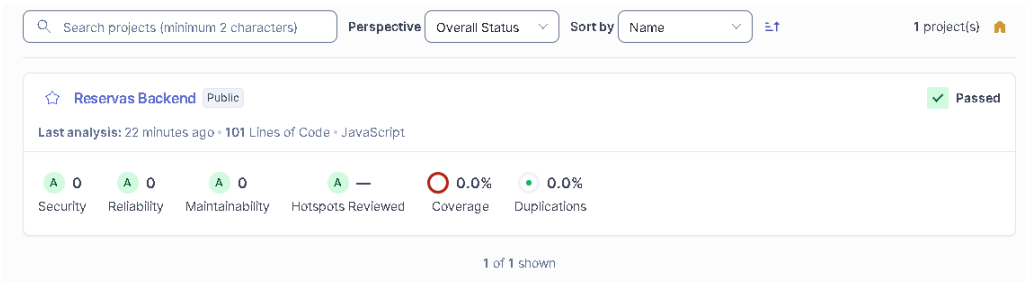 Search projects (minimum 2 characters) Perspective Overall Status Sort by Name 1 project(s)
Reservas Backend Public Passed
Last analysis: 22 minutes ago • 101 Lines of Code • JavaScript
A 0 A 0 A 0 A — 0.0% 0.0%
Security Reliability Maintainability Hotspots Reviewed Coverage Duplications
1 of 1 shown